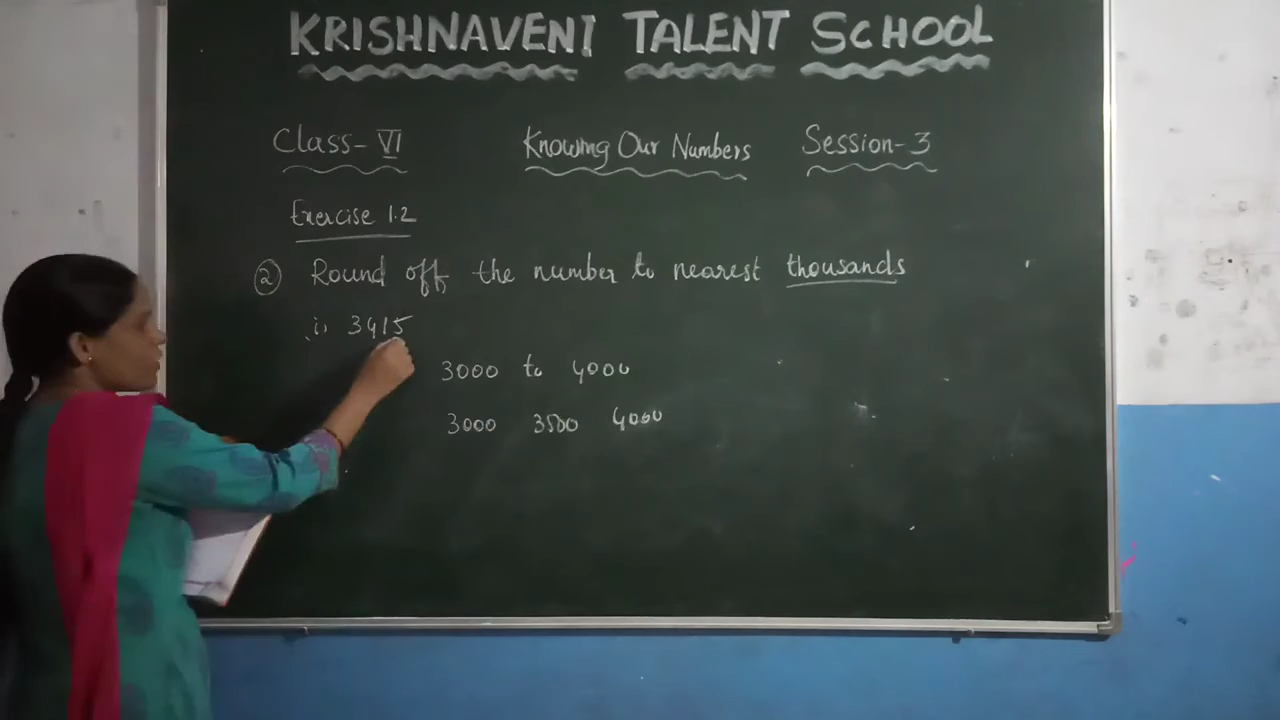 KRISHNAVENI TALENT SCHOOL
Class-VI Knowing Our Numbers Session-3
Exercise 1.2
② Round off the number to nearest thousands
i) 3415
3000 to 4000
3000 3500 4000